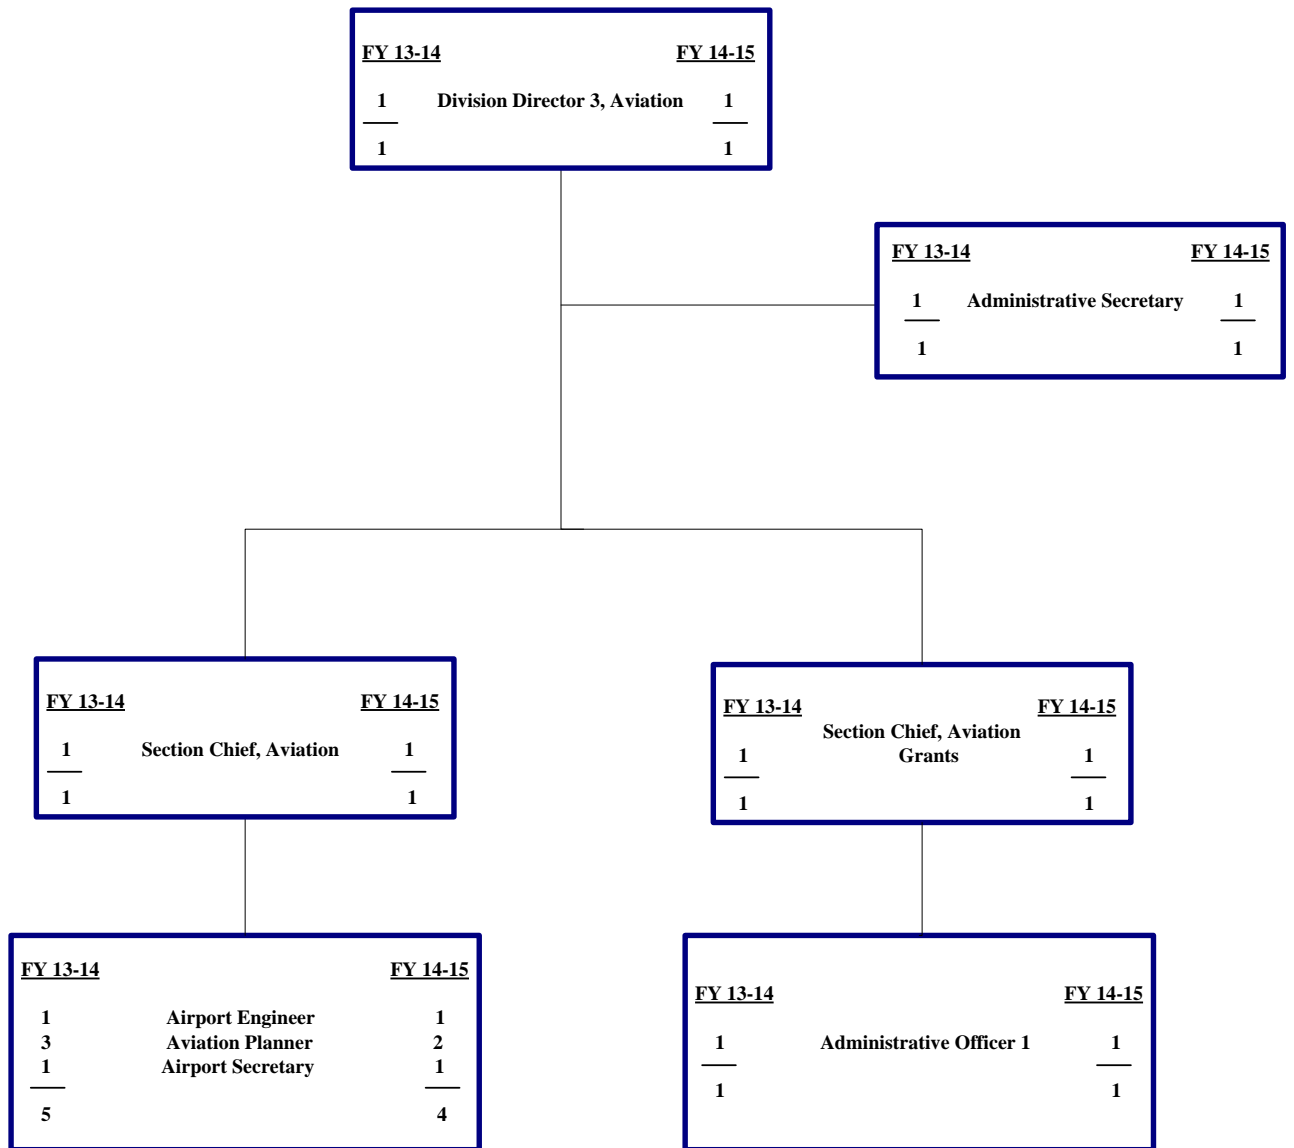 FY 13-14 FY 14-15
1 Division Director 3, Aviation 1
1 1
FY 13-14 FY 14-15
1 Administrative Secretary 1
1 1
FY 13-14 FY 14-15
1 Section Chief, Aviation 1
1 1
FY 13-14 FY 14-15
Section Chief, Aviation
1 Grants 1
1 1
FY 13-14 FY 14-15
1 Airport Engineer 1
3 Aviation Planner 2
1 Airport Secretary 1
5 4
FY 13-14 FY 14-15
1 Administrative Officer 1 1
1 1